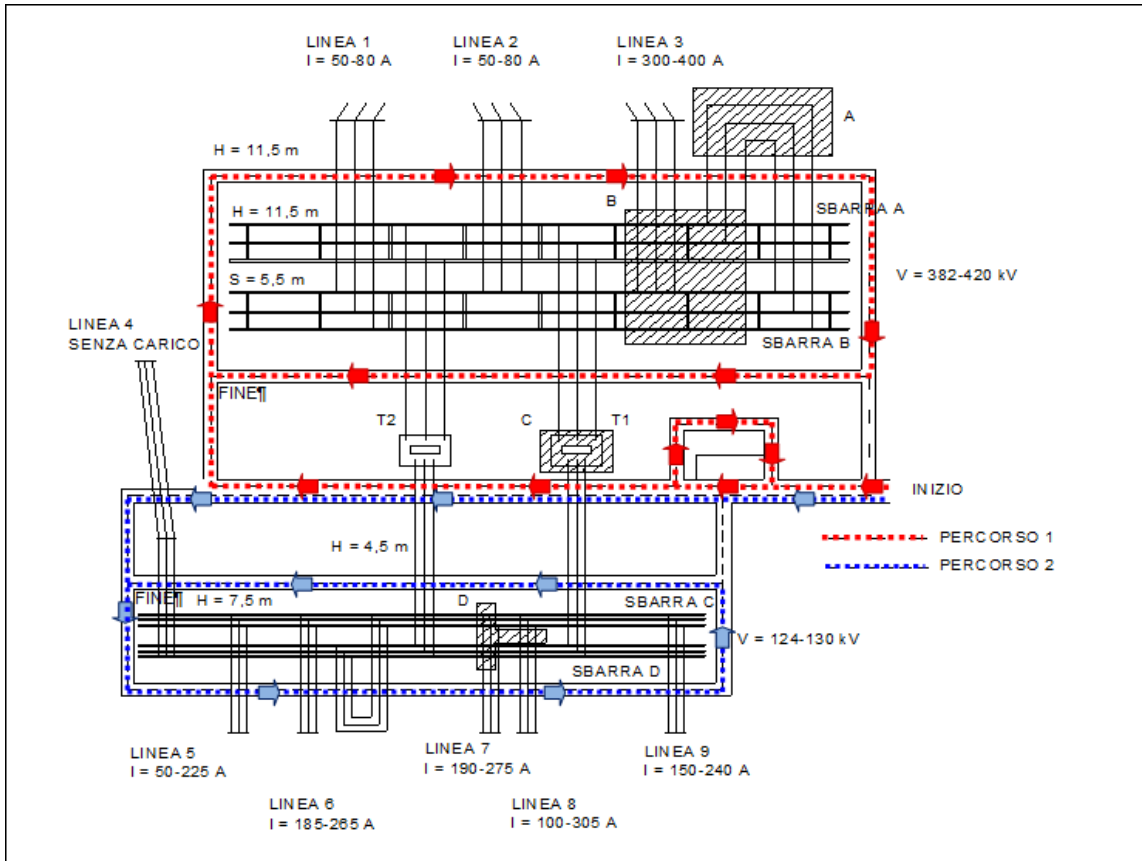 LINEA 1
I = 50-80 A
LINEA 2
I = 50-80 A
LINEA 3
I = 300-400 A
A
H = 11,5 m
B
SBARRA A
H = 11,5 m
V = 382-420 kV
S = 5,5 m
LINEA 4
SENZA CARICO
SBARRA B
FINE¶
T2
C
T1
INIZIO
PERCORSO 1
H = 4,5 m
PERCORSO 2
FINE¶
H = 7,5 m
D
SBARRA C
V = 124-130 kV
SBARRA D
LINEA 5
I = 50-225 A
LINEA 7
I = 190-275 A
LINEA 9
I = 150-240 A
LINEA 6
I = 185-265 A
LINEA 8
I = 100-305 A